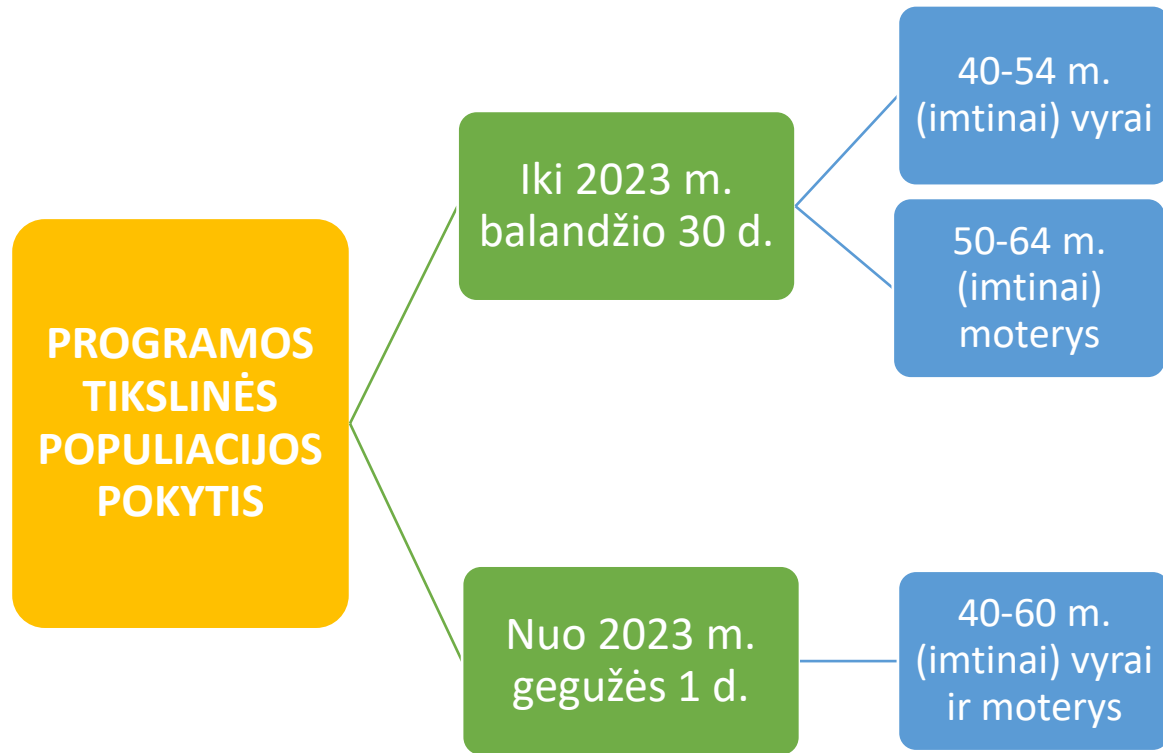 PROGRAMOS
TIKSLINĖS
POPULIACIJOS
POKYTIS
Iki 2023 m.
balandžio 30 d.
40-54 m.
(imtinai) vyrai
50-64 m.
(imtinai)
moterys
Nuo 2023 m.
gegužės 1 d.
40-60 m.
(imtinai) vyrai
ir moterys